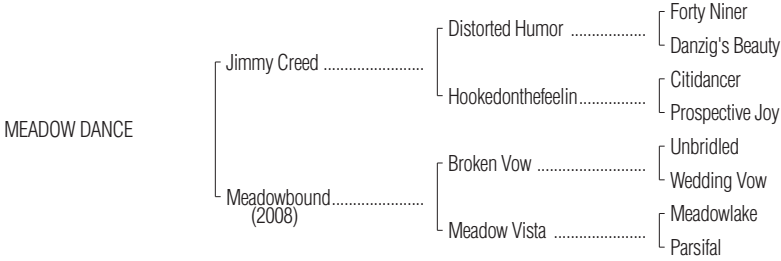 Forty Niner
Distorted Humor ..................
Danzig's Beauty
Jimmy Creed ........................
Citidancer
Hookedonthefeelin................
Prospective Joy
MEADOW DANCE
Unbridled
Broken Vow .........................
Wedding Vow
Meadowbound......................
(2008)
Meadowlake
Meadow Vista ......................
Parsifal